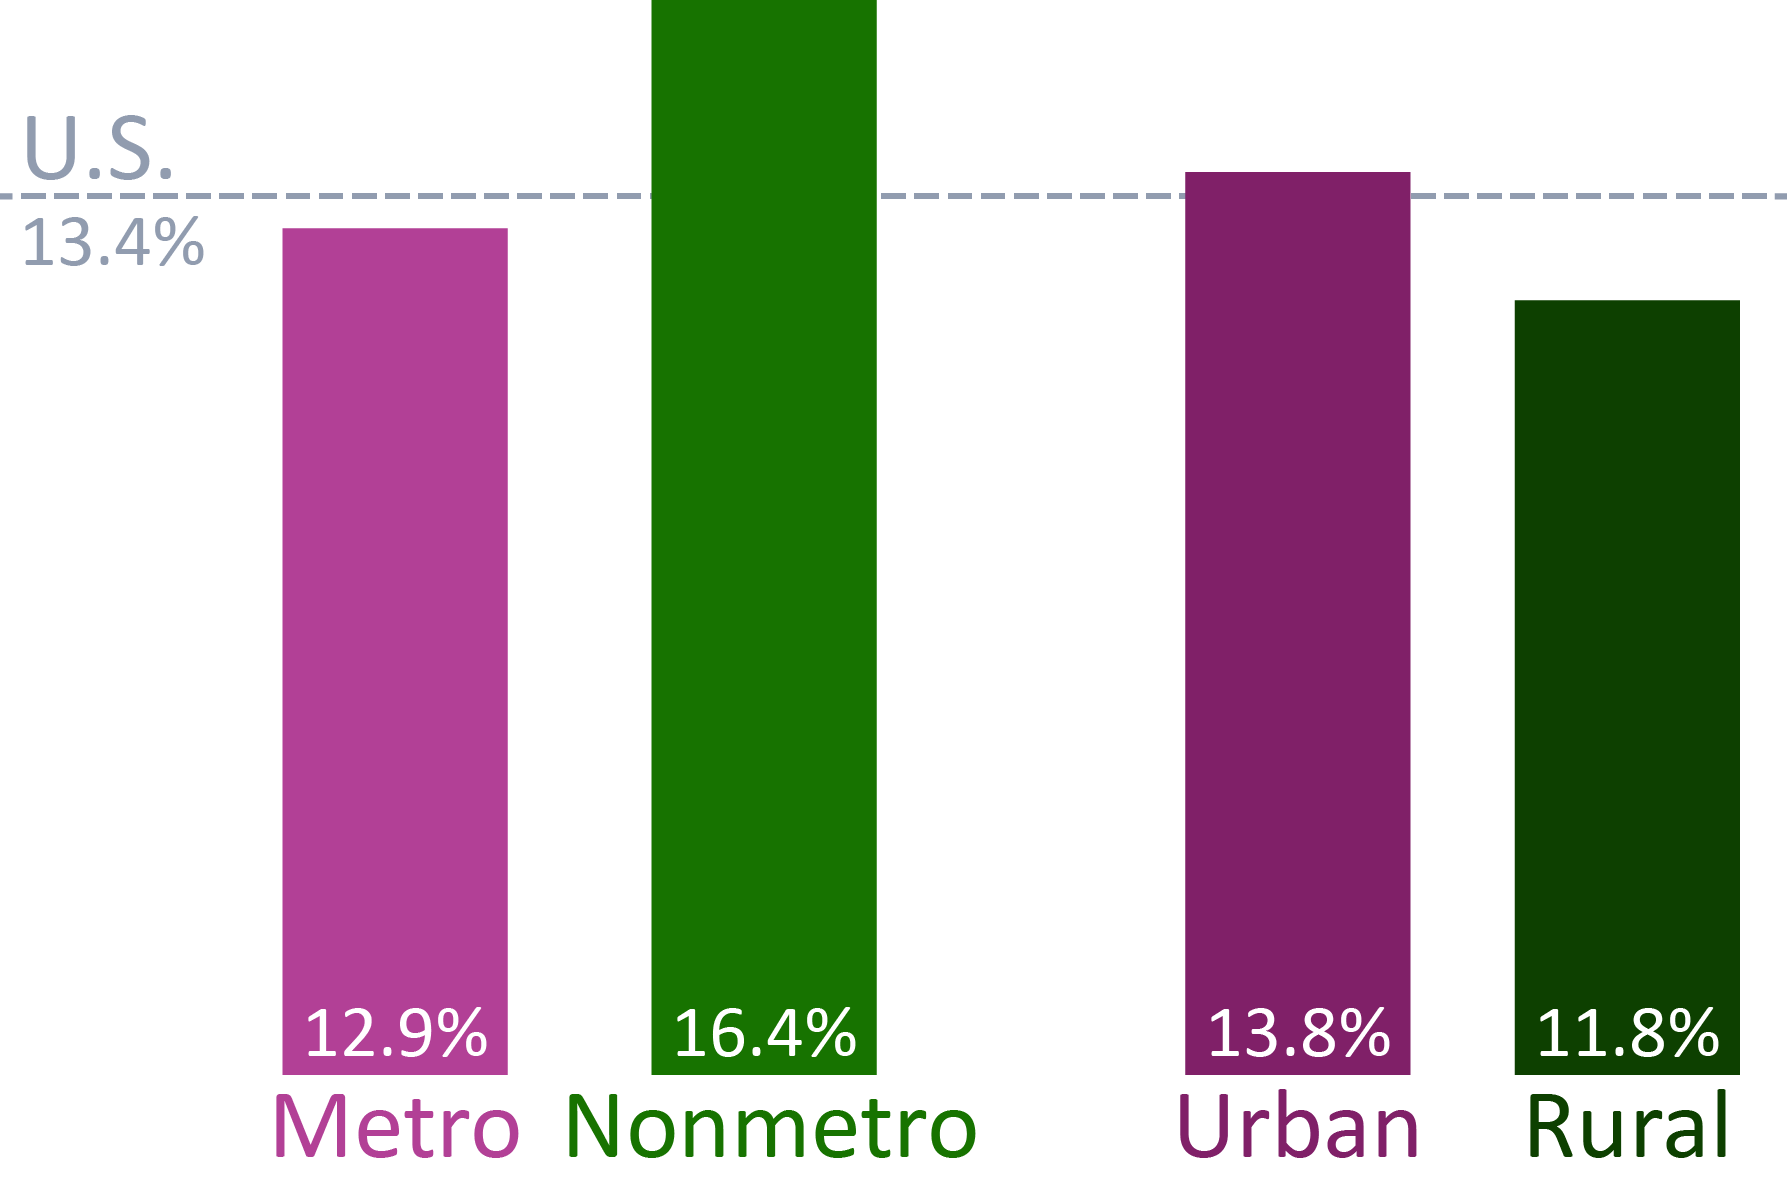 U.S.
13.4%
12.9% 16.4% 13.8% 11.8%
Metro Nonmetro Urban Rural